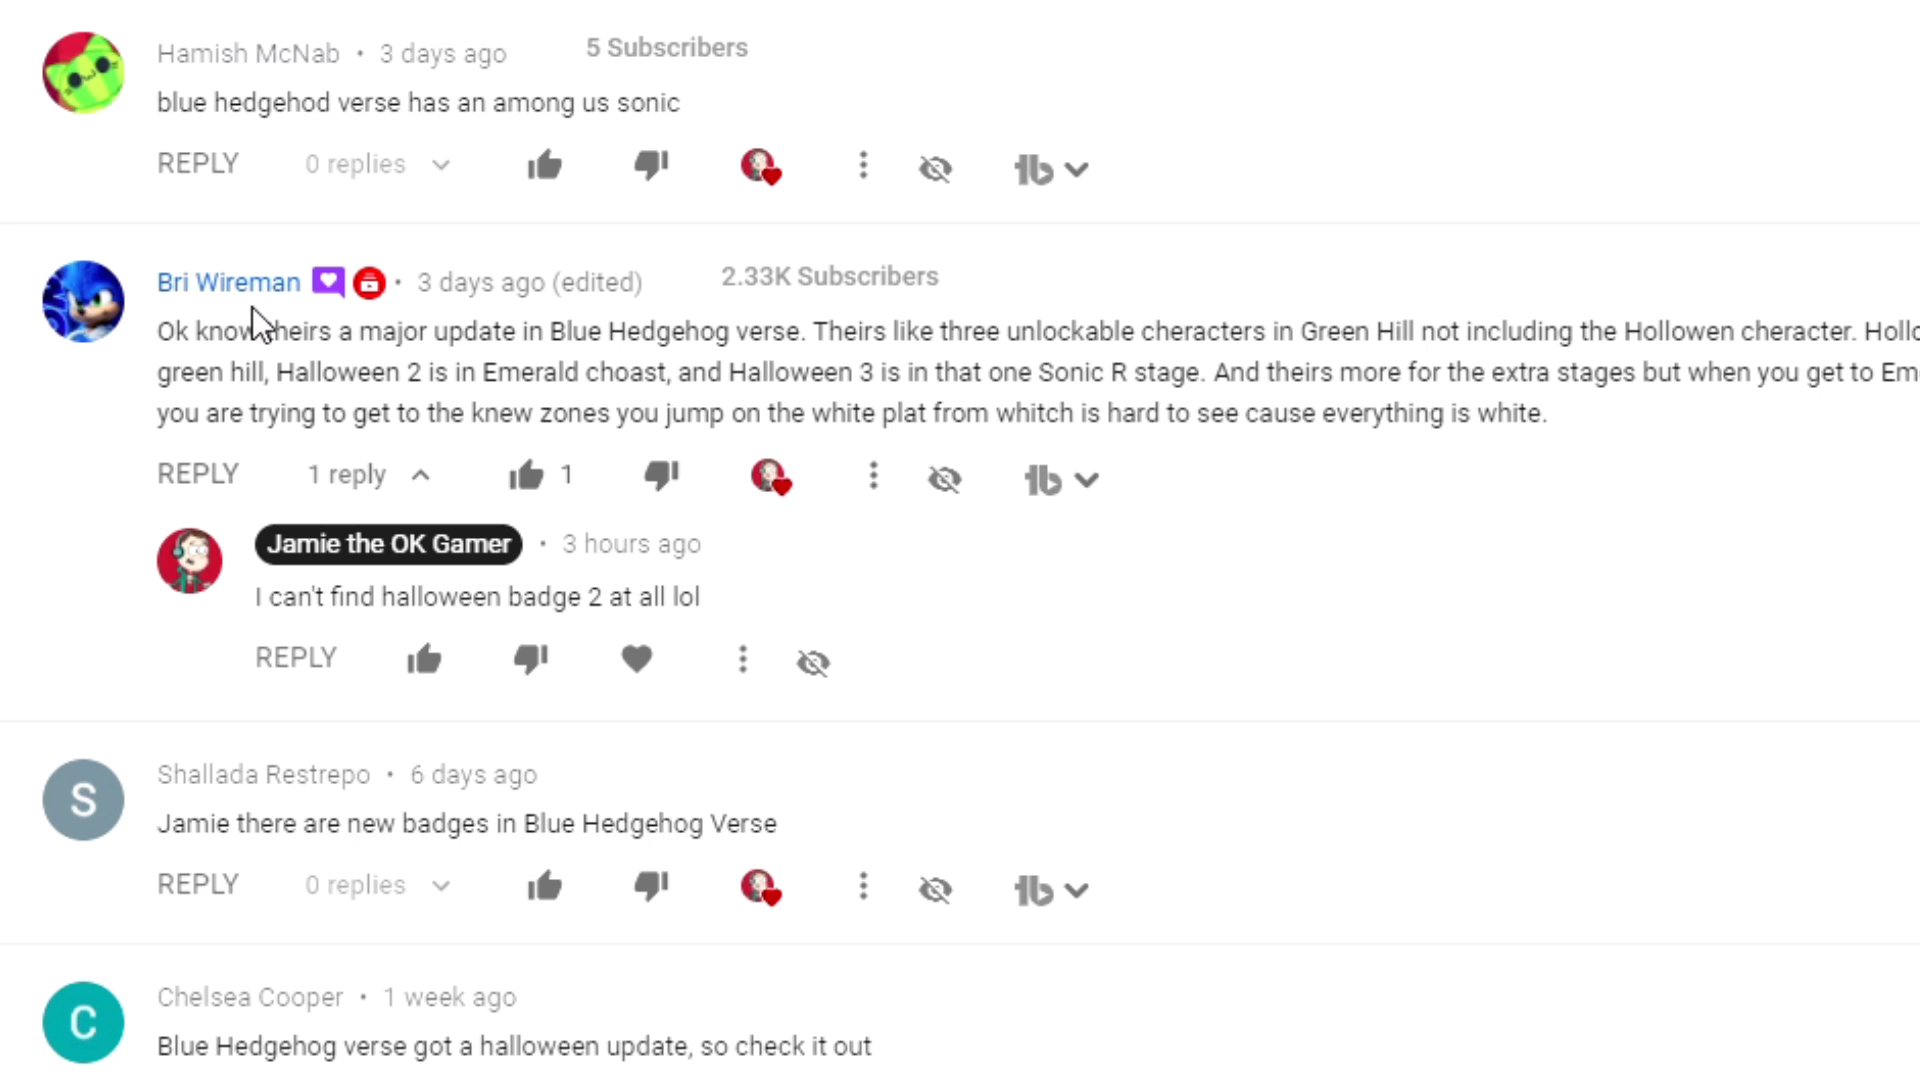 Hamish McNab • 3 days ago 5 Subscribers
blue hedgehod verse has an among us sonic
REPLY 0 replies
Bri Wireman • 3 days ago (edited) 2.33K Subscribers
Ok know heirs a major update in Blue Hedgehog verse. Theirs like three unlockable cheracters in Green Hill not including the Hollowen cheracter.
green hill, Halloween 2 is in Emerald choast, and Halloween 3 is in that one Sonic R stage. And theirs more for the extra stages but when you get to
you are trying to get to the knew zones you jump on the white plat from whitch is hard to see cause everything is white.
REPLY 1 reply 1
Jamie the OK Gamer • 3 hours ago
I can't find halloween badge 2 at all lol
REPLY
S
Shallada Restrepo • 6 days ago
Jamie there are new badges in Blue Hedgehog Verse
REPLY 0 replies
C
Chelsea Cooper • 1 week ago
Blue Hedgehog verse got a halloween update, so check it out